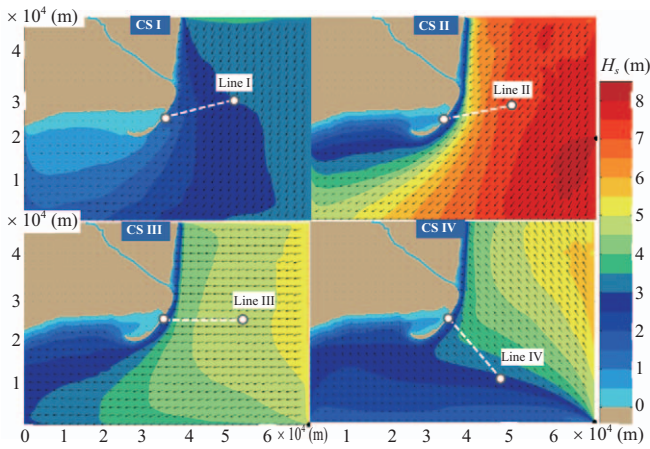 × 10⁴ (m)
4
3
2
1
CS I
Line I
CS II
Line II
Hₛ (m)
8
7
6
5
4
3
2
1
0
× 10⁴ (m)
4
3
2
1
CS III
Line III
CS IV
Line IV
0 1 2 3 4 5 6 × 10⁴ (m)
1 2 3 4 5 6 × 10⁴ (m)